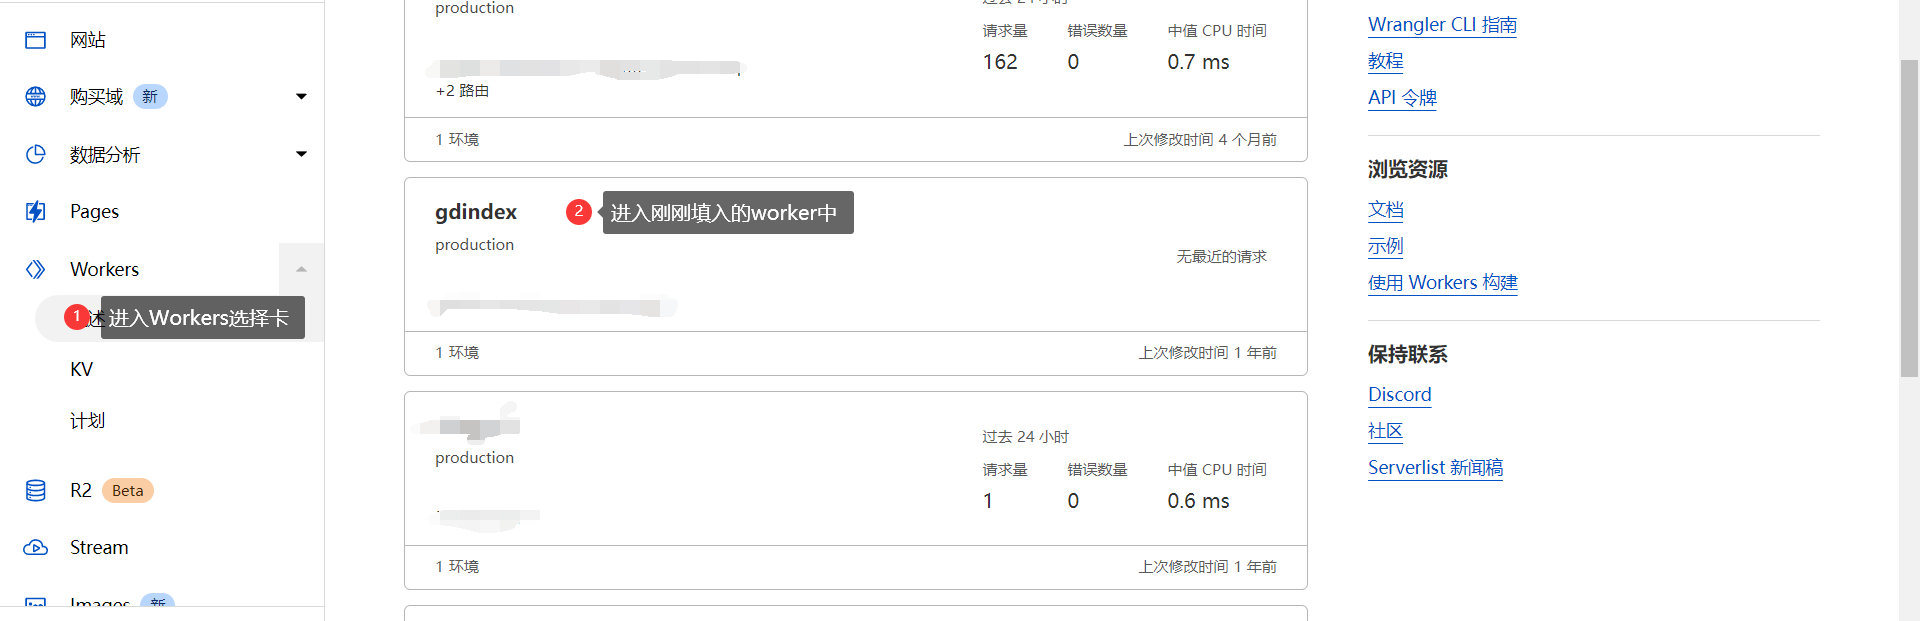 网站
购买域 新
数据分析
Pages
Workers
1 述 进入Workers选择卡
KV
计划
R2 Beta
Stream
Images 新
production
过去 24 小时
请求量 错误数量 中值 CPU 时间
162 0 0.7 ms
+2 路由
1 环境 上次修改时间 4 个月前
gdindex 2 进入刚刚填入的worker中
production
无最近的请求
1 环境 上次修改时间 1 年前
production
过去 24 小时
请求量 错误数量 中值 CPU 时间
1 0 0.6 ms
1 环境 上次修改时间 1 年前
Wrangler CLI 指南
教程
API 令牌
浏览资源
文档
示例
使用 Workers 构建
保持联系
Discord
社区
Serverlist 新闻稿